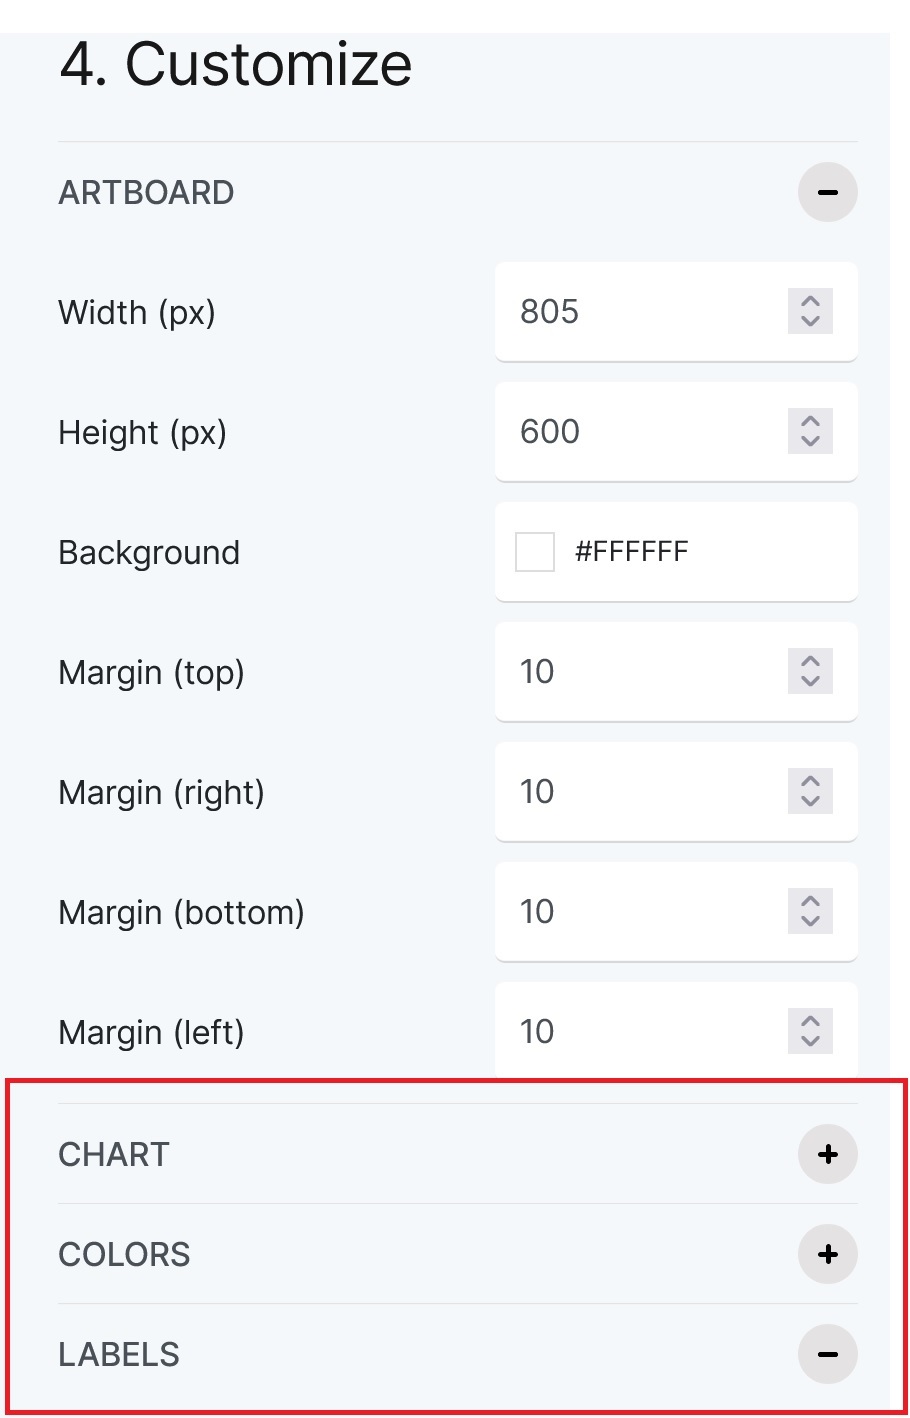 4. Customize
ARTBOARD
Width (px) 805
Height (px) 600
Background #FFFFFF
Margin (top) 10
Margin (right) 10
Margin (bottom) 10
Margin (left) 10
CHART
COLORS
LABELS